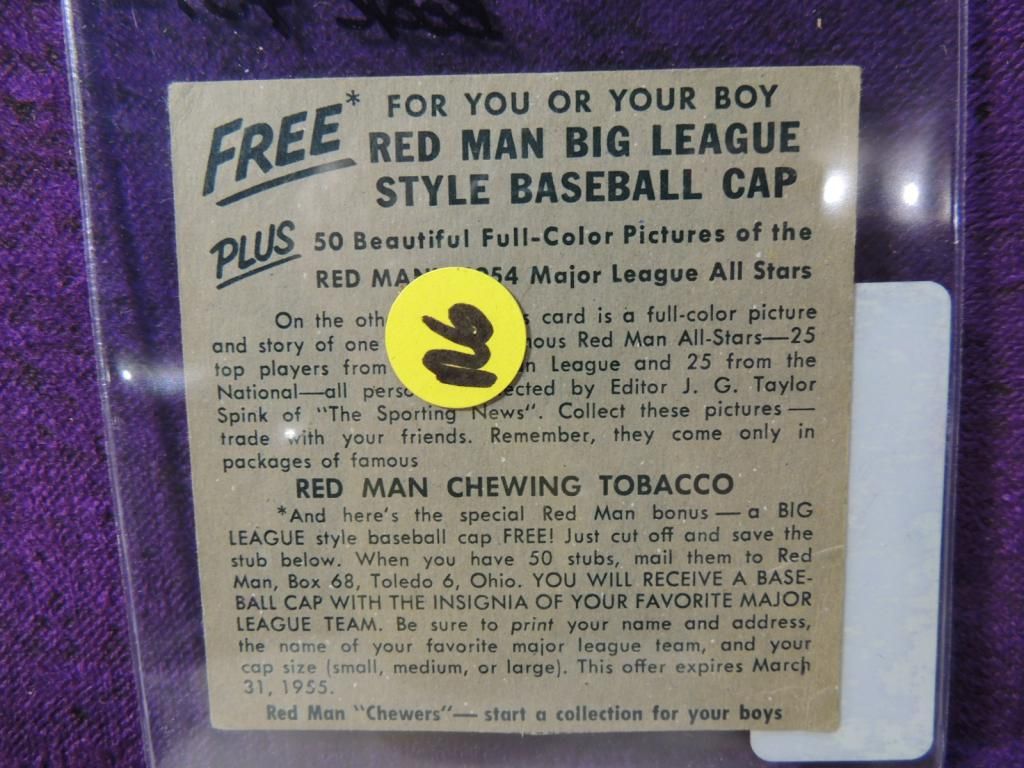 FREE* FOR YOU OR YOUR BOY
RED MAN BIG LEAGUE
STYLE BASEBALL CAP
PLUS 50 Beautiful Full-Color Pictures of the
RED MAN 54 Major League All Stars
On the oth s card is a full-color picture
and story of one ous Red Man All-Stars—25
top players from n League and 25 from the
National—all perso ected by Editor J. G. Taylor
Spink of "The Sporting News". Collect these pictures —
trade with your friends. Remember, they come only in
packages of famous
RED MAN CHEWING TOBACCO
*And here's the special Red Man bonus — a BIG
LEAGUE style baseball cap FREE! Just cut off and save the
stub below. When you have 50 stubs, mail them to Red
Man, Box 68, Toledo 6, Ohio. YOU WILL RECEIVE A BASE-
BALL CAP WITH THE INSIGNIA OF YOUR FAVORITE MAJOR
LEAGUE TEAM. Be sure to print your name and address,
the name of your favorite major league team, and your
cap size (small, medium, or large). This offer expires March
31, 1955.
Red Man "Chewers"— start a collection for your boys